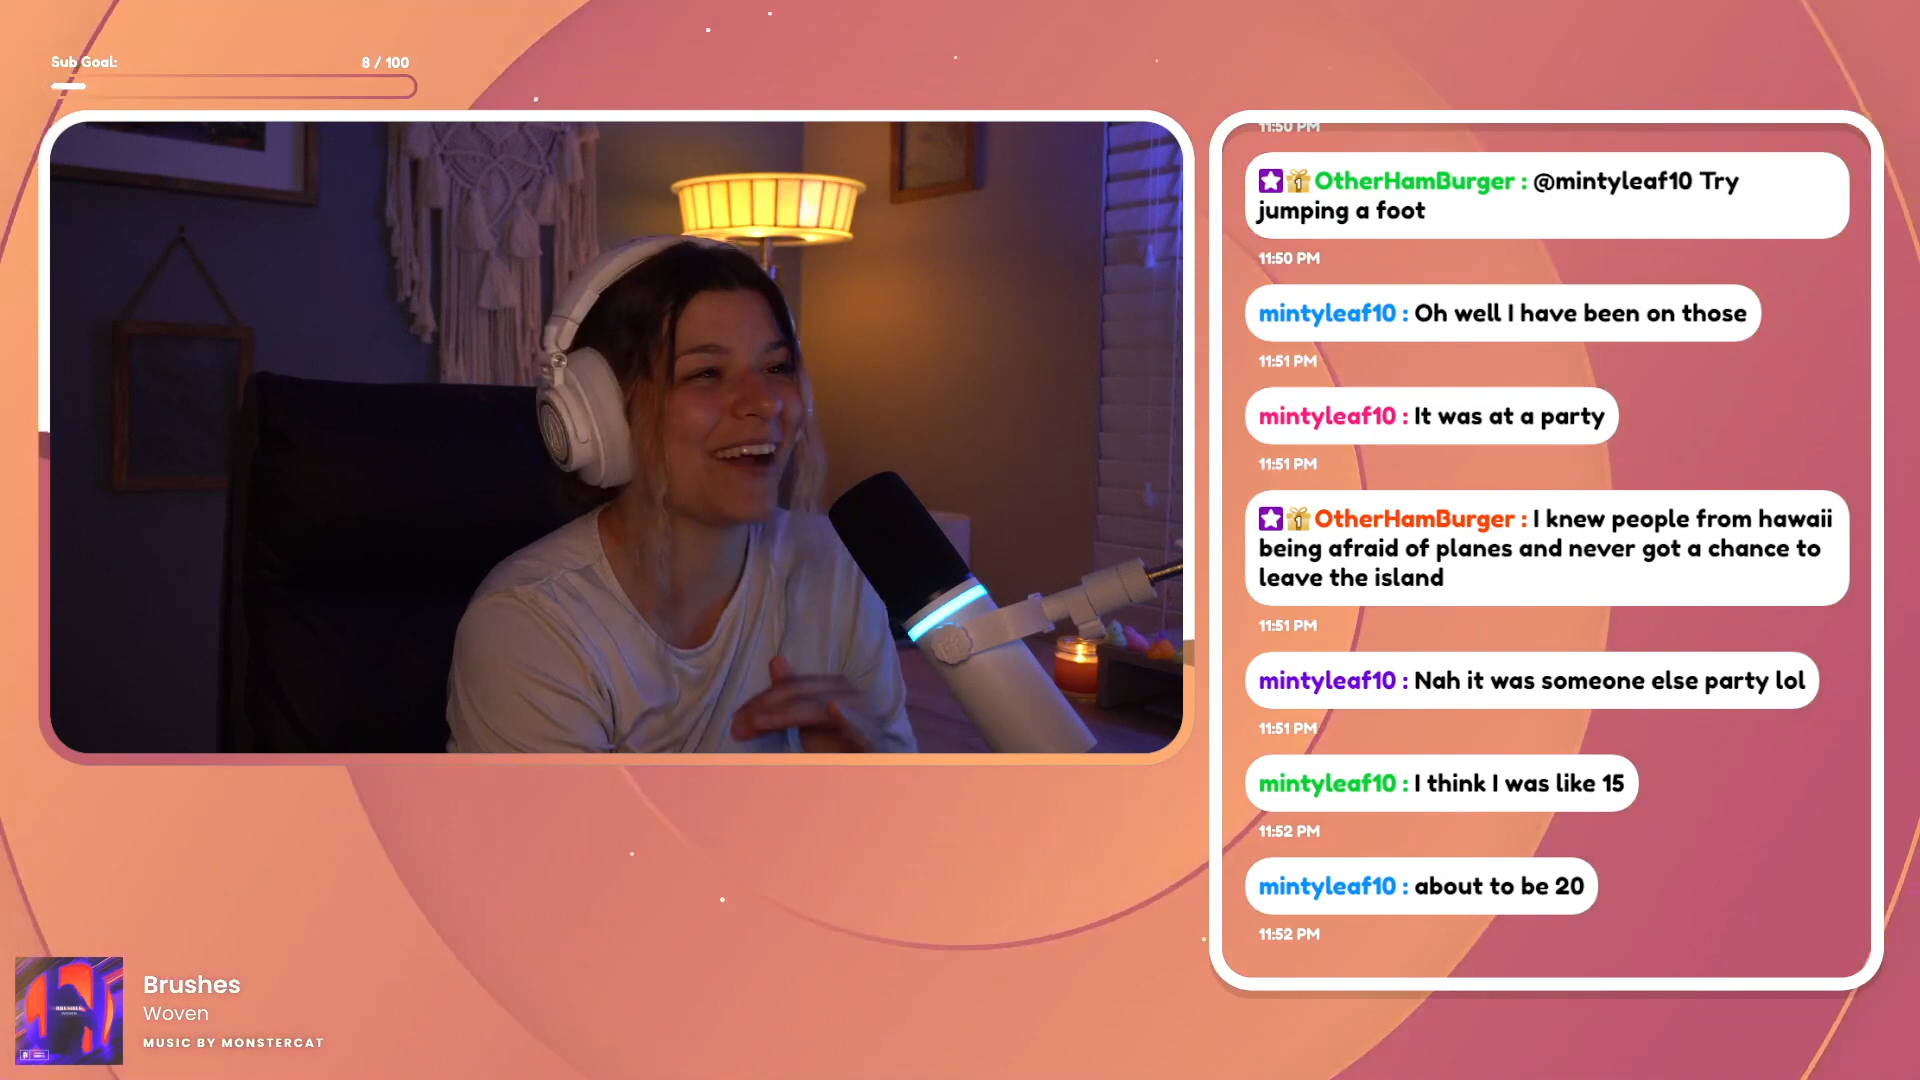 Sub Goal: 8 / 100
11:50 PM
OtherHamBurger : @mintyleaf10 Try
jumping a foot
11:50 PM
mintyleaf10 : Oh well I have been on those
11:51 PM
mintyleaf10 : It was at a party
11:51 PM
OtherHamBurger : I knew people from hawaii
being afraid of planes and never got a chance to
leave the island
11:51 PM
mintyleaf10 : Nah it was someone else party lol
11:51 PM
mintyleaf10 : I think I was like 15
11:52 PM
mintyleaf10 : about to be 20
11:52 PM
Brushes
Woven
MUSIC BY MONSTERCAT